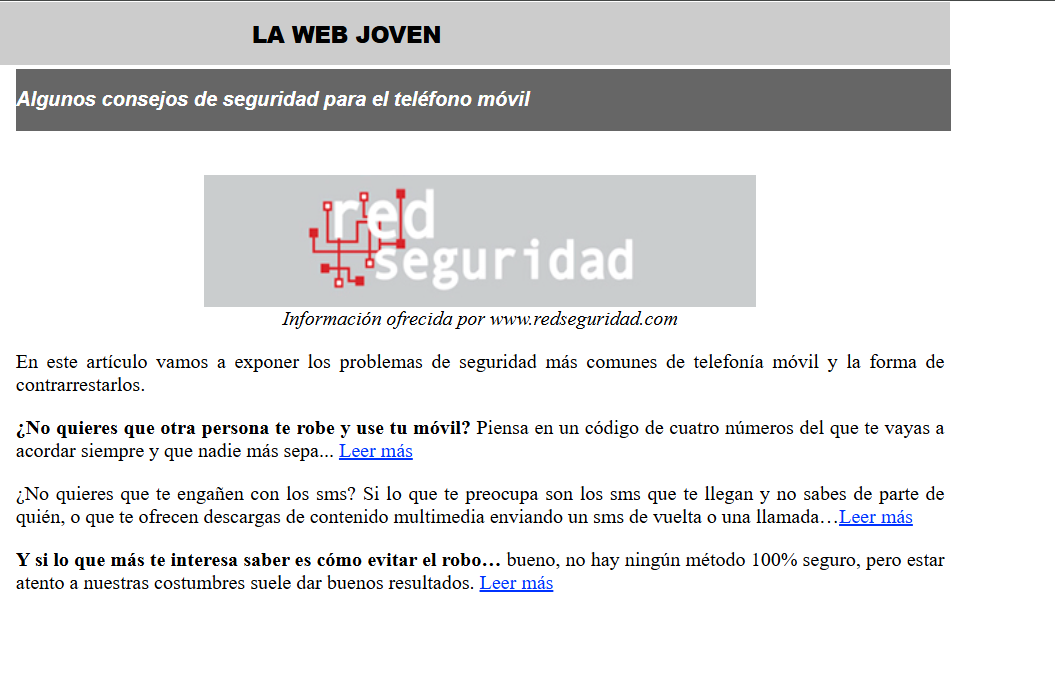 LA WEB JOVEN
Algunos consejos de seguridad para el teléfono móvil
red
seguridad
Información ofrecida por www.redseguridad.com
En este artículo vamos a exponer los problemas de seguridad más comunes de telefonía móvil y la forma de
contrarrestarlos.
¿No quieres que otra persona te robe y use tu móvil? Piensa en un código de cuatro números del que te vayas a
acordar siempre y que nadie más sepa... Leer más
¿No quieres que te engañen con los sms? Si lo que te preocupa son los sms que te llegan y no sabes de parte de
quién, o que te ofrecen descargas de contenido multimedia enviando un sms de vuelta o una llamada…Leer más
Y si lo que más te interesa saber es cómo evitar el robo… bueno, no hay ningún método 100% seguro, pero estar
atento a nuestras costumbres suele dar buenos resultados. Leer más